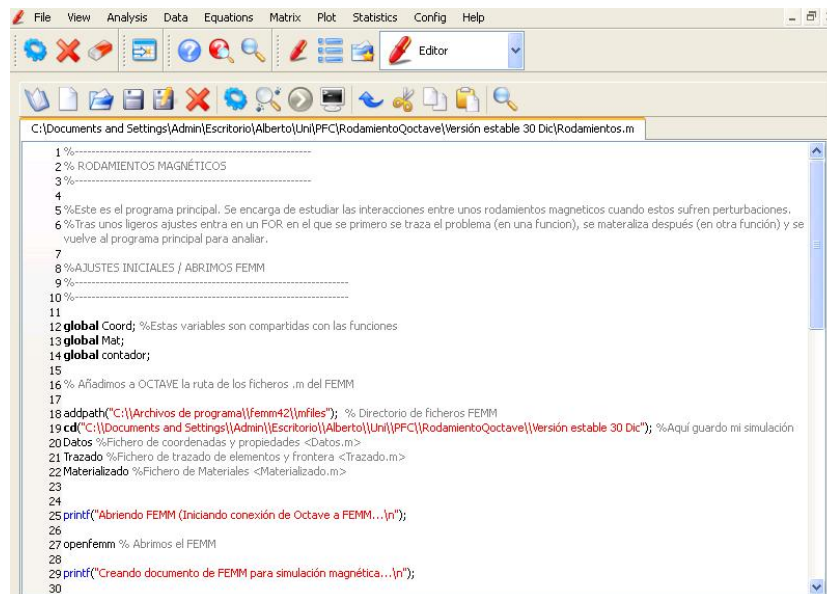 File View Analysis Data Equations Matrix Plot Statistics Config Help
Editor
C:\Documents and Settings\Admin\Escritorio\Alberto\Uni\PFC\RodamientoQoctave\Versión estable 30 Dic\Rodamientos.m
1 %------------------------------------------------------------
2 % RODAMIENTOS MAGNÉTICOS
3 %------------------------------------------------------------
4
5 %Este es el programa principal. Se encarga de estudiar las interacciones entre unos rodamientos magneticos cuando estos sufren perturbaciones.
6 %Tras unos ligeros ajustes entra en un FOR en el que se primero se traza el problema (en una funcion), se materaliza después (en otra función) y se
vuelve al programa principal para analiar.
7
8 %AJUSTES INICIALES / ABRIMOS FEMM
9 %----------------------------------------------------------------------
10 %----------------------------------------------------------------------
11
12 global Coord; %Estas variables son compartidas con las funciones
13 global Mat;
14 global contador;
15
16 % Añadimos a OCTAVE la ruta de los ficheros .m del FEMM
17
18 addpath("C:\\Archivos de programa\\femm42\\mfiles"); % Directorio de ficheros FEMM
19 cd("C:\\Documents and Settings\\Admin\\Escritorio\\Alberto\\Uni\\PFC\\RodamientoQoctave\\Versión estable 30 Dic"); %Aquí guardo mi simulación
20 Datos %Fichero de coordenadas y propiedades <Datos.m>
21 Trazado %Fichero de trazado de elementos y frontera <Trazado.m>
22 Materializado %Fichero de Materiales <Materializado.m>
23
24
25 printf("Abriendo FEMM (Iniciando conexión de Octave a FEMM...\n");
26
27 openfemm % Abrimos el FEMM
28
29 printf("Creando documento de FEMM para simulación magnética...\n");
30